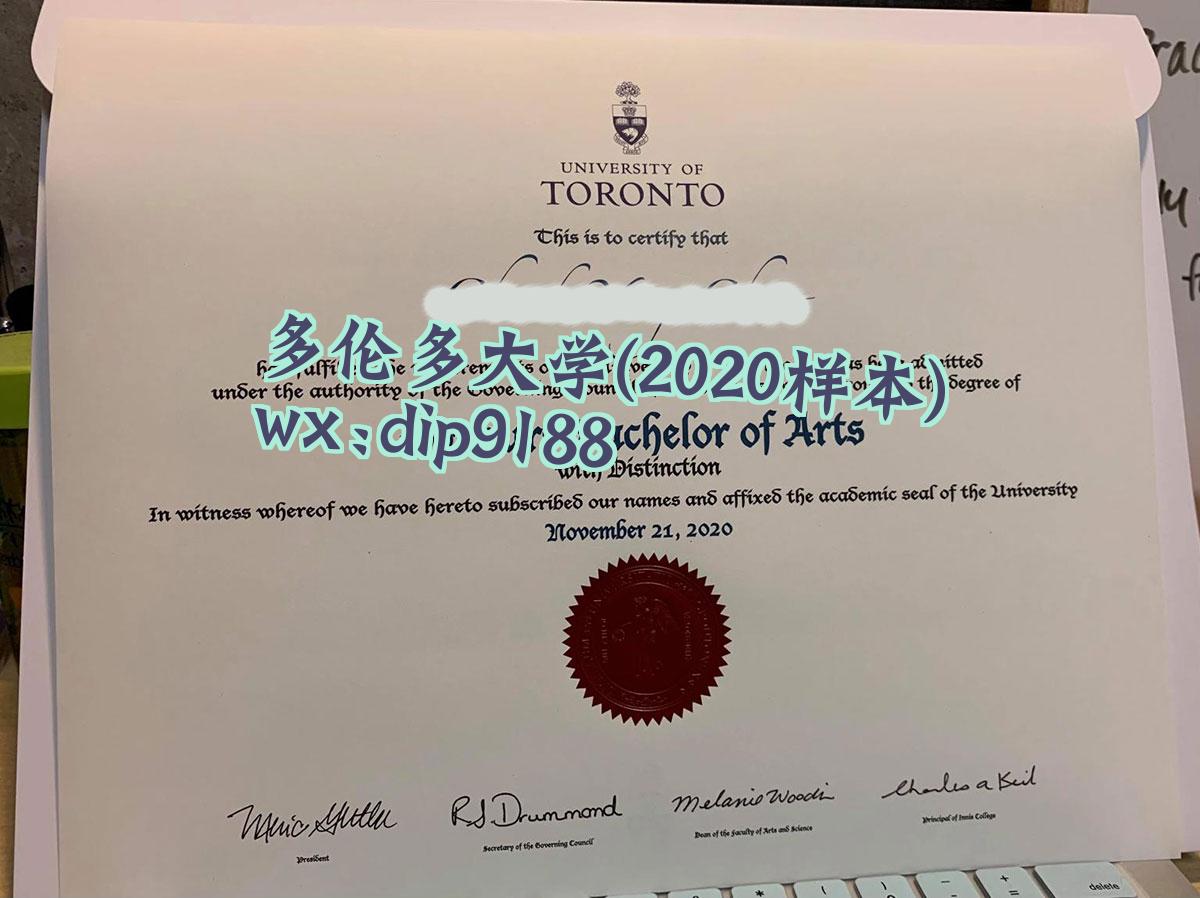 UNIVERSITY OF
TORONTO
This is to certify that
多伦多大学(2020样本)
admitted
under the authority of the degree of
wx:dip9188
Bachelor of Arts
with Distinction
In witness whereof we have hereto subscribed our names and affixed the academic seal of the University
November 21, 2020
R J Drummond
Melanie Woodin
Charles a Keil
President
Secretary of the Governing Council
Dean of the Faculty of Arts and Science
Principal of Innis College
delete